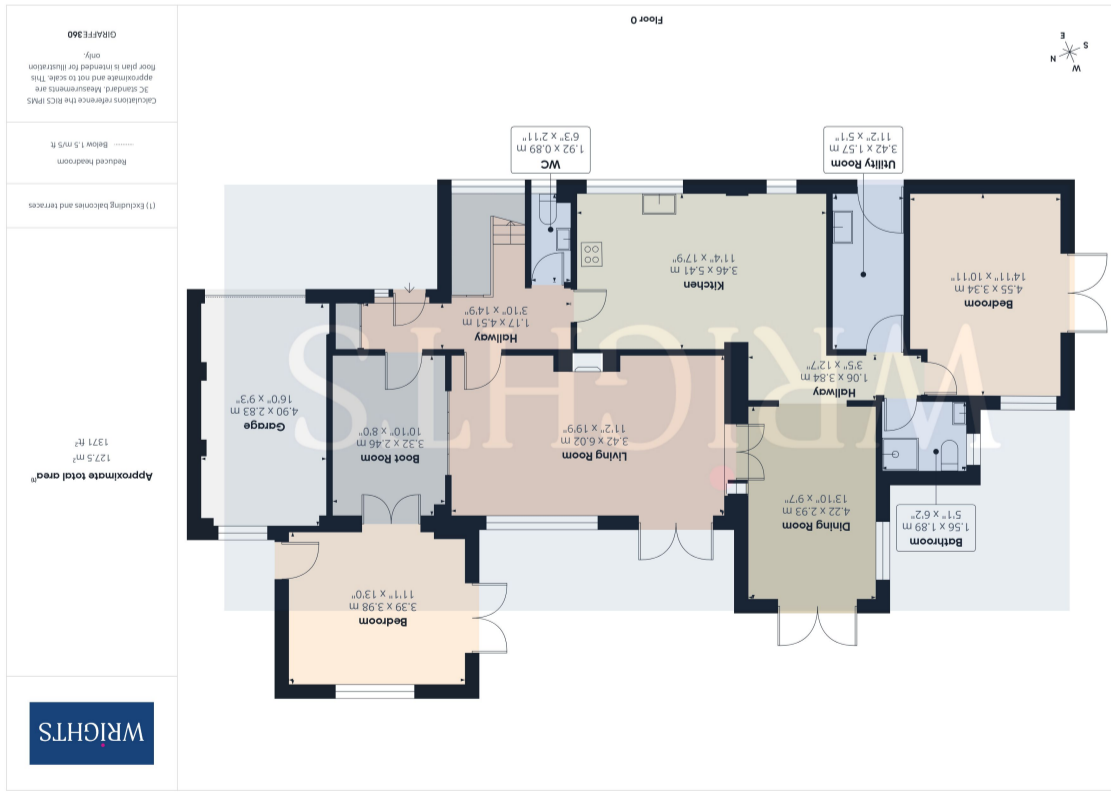 WRIGHTS
Approximate total area⁽¹⁾
127.5 m²
1371 ft²
(1) Excluding balconies and terraces
Reduced headroom
Below 1.5 m/5 ft
Calculations reference the RICS IPMS
3C standard. Measurements are
approximate and not to scale. This
floor plan is intended for illustration
only.
GIRAFFE360
Bedroom
3.39 x 3.98 m
11'1" x 13'0"
Dining Room
4.22 x 2.93 m
13'10" x 9'7"
Bathroom
1.56 x 1.89 m
5'1" x 6'2"
Living Room
3.42 x 6.02 m
11'2" x 19'9"
Boot Room
3.32 x 2.46 m
10'10" x 8'0"
Garage
4.90 x 2.83 m
16'0" x 9'3"
Hallway
1.06 x 3.84 m
3'5" x 12'7"
Hallway
1.17 x 4.51 m
3'10" x 14'9"
Bedroom
4.55 x 3.34 m
14'11" x 10'11"
Kitchen
3.46 x 5.41 m
11'4" x 17'9"
Utility Room
3.42 x 1.57 m
11'2" x 5'1"
WC
1.92 x 0.89 m
6'3" x 2'11"
WRIGHTS
W
N
S
E
Floor 0